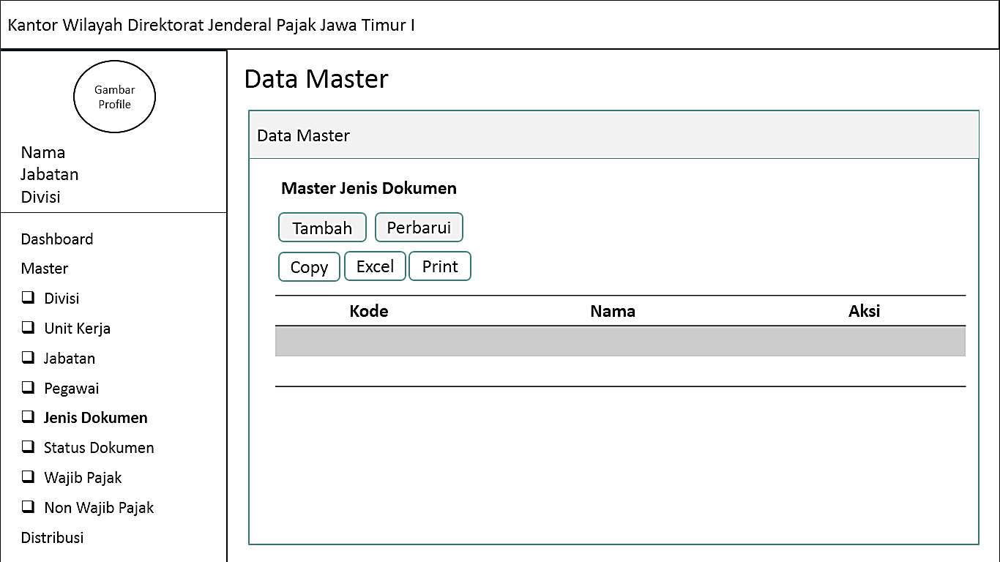 Kantor Wilayah Direktorat Jenderal Pajak Jawa Timur I
Gambar
Profile
Nama
Jabatan
Divisi
Dashboard
Master
Divisi
Unit Kerja
Jabatan
Pegawai
Jenis Dokumen
Status Dokumen
Wajib Pajak
Non Wajib Pajak
Distribusi
Data Master
Data Master
Master Jenis Dokumen
Tambah Perbarui
Copy Excel Print
Kode Nama Aksi